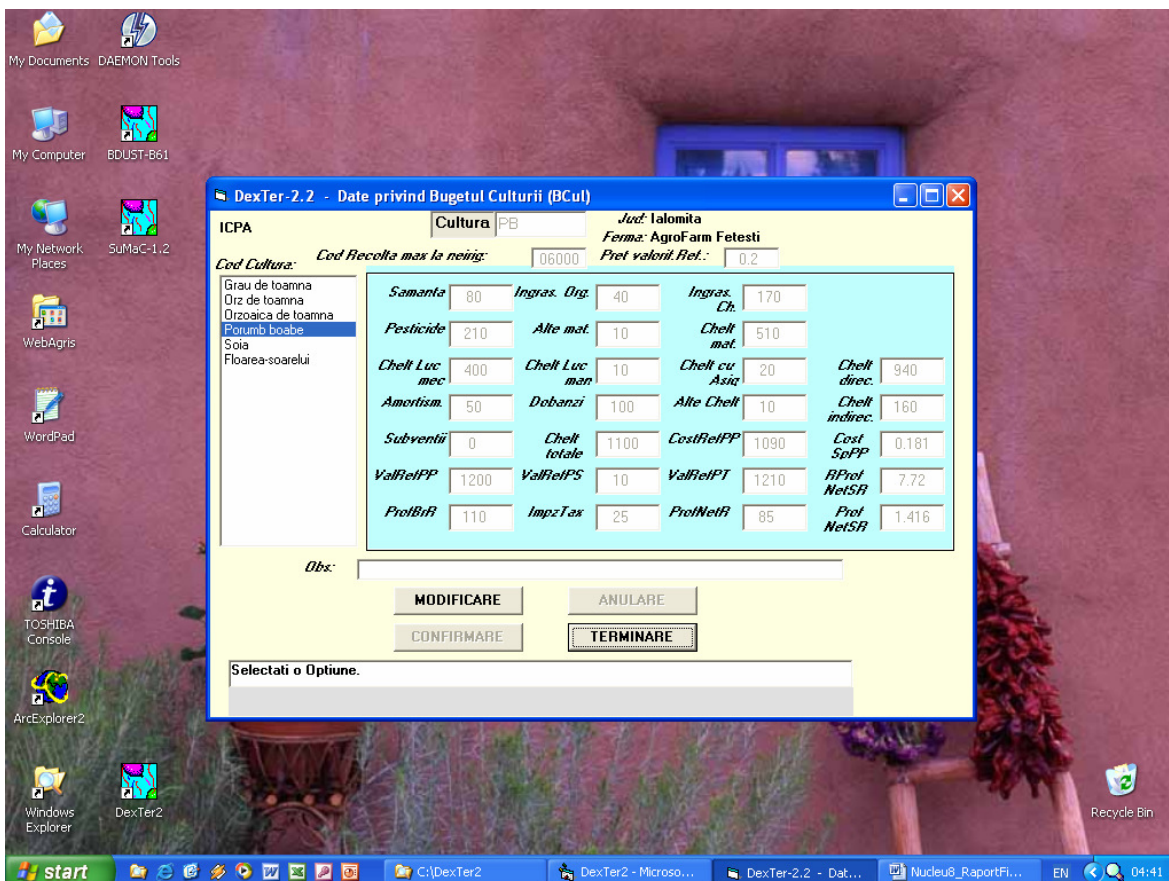 My Documents
DAEMON Tools
My Computer
BDUST-B61
My Network
Places
SuMaC-1.2
WebAgris
WordPad
Calculator
TOSHIBA
Console
ArcExplorer2
Windows
Explorer
DexTer2
Recycle Bin
DexTer-2.2 - Date privind Bugetul Culturii (BCul)
ICPA
Cultura PB
Jud: Ialomita
Ferma: AgroFarm Fetesti
Cod Recolta max la neirig: 06000 Pret valorif.Ref.: 0.2
Cod Cultura:
Grau de toamna
Orz de toamna
Orzoaica de toamna
Porumb boabe
Soia
Floarea-soarelui
Samanta 80 Ingras. Org. 40 Ingras. Ch. 170
Pesticide 210 Alte mat. 10 Chelt mat. 510
Chelt Luc mec 400 Chelt Luc man 10 Chelt cu Asig 20 Chelt direc. 940
Amortism. 50 Dobanzi 100 Alte Chelt 10 Chelt indirec. 160
Subventii 0 Chelt totale 1100 CostRefPP 1090 Cost SpPP 0.181
ValRefPP 1200 ValRefPS 10 ValRefPT 1210 RProf NetSR 7.72
ProfBrR 110 ImpzTax 25 ProfNetR 85 Prof NetSR 1.416
Obs:
MODIFICARE ANULARE
CONFIRMARE TERMINARE
Selectati o Optiune.
start C:\DexTer2 DexTer2 - Microso... DexTer-2.2 - Dat... Nucleu8_RaportFi... EN 04:41